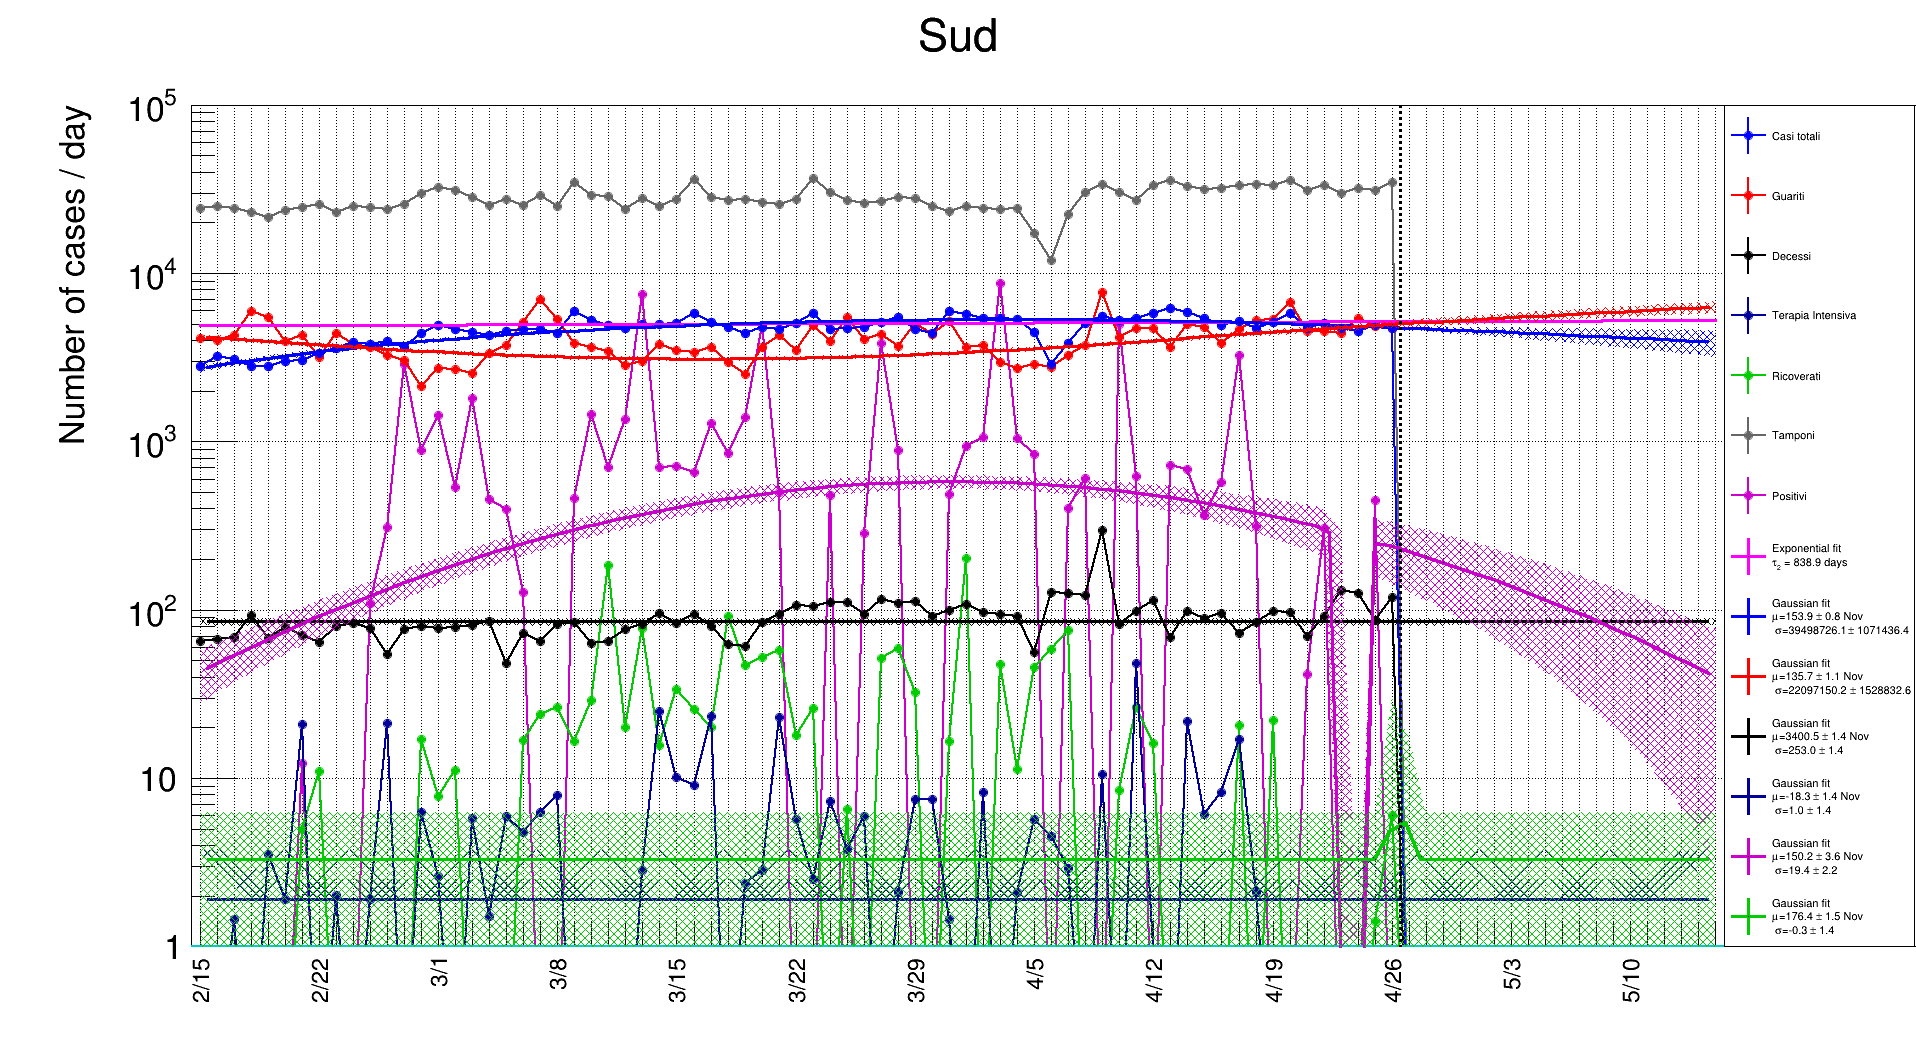 Sud
Number of cases / day
10^5
10^4
10^3
10^2
10
1
2/15
2/22
3/1
3/8
3/15
3/22
3/29
4/5
4/12
4/19
4/26
5/3
5/10
Casi totali
Guariti
Decessi
Terapia Intensiva
Ricoverati
Tamponi
Positivi
Exponential fit
τ₂ = 838.9 days
Gaussian fit
μ=153.9 ± 0.8 Nov
σ=39498726.1 ± 1071436.4
Gaussian fit
μ=135.7 ± 1.1 Nov
σ=22097150.2 ± 1528832.6
Gaussian fit
μ=3400.5 ± 1.4 Nov
σ=253.0 ± 1.4
Gaussian fit
μ=-18.3 ± 1.4 Nov
σ=1.0 ± 1.4
Gaussian fit
μ=150.2 ± 3.6 Nov
σ=19.4 ± 2.2
Gaussian fit
μ=176.4 ± 1.5 Nov
σ=-0.3 ± 1.4